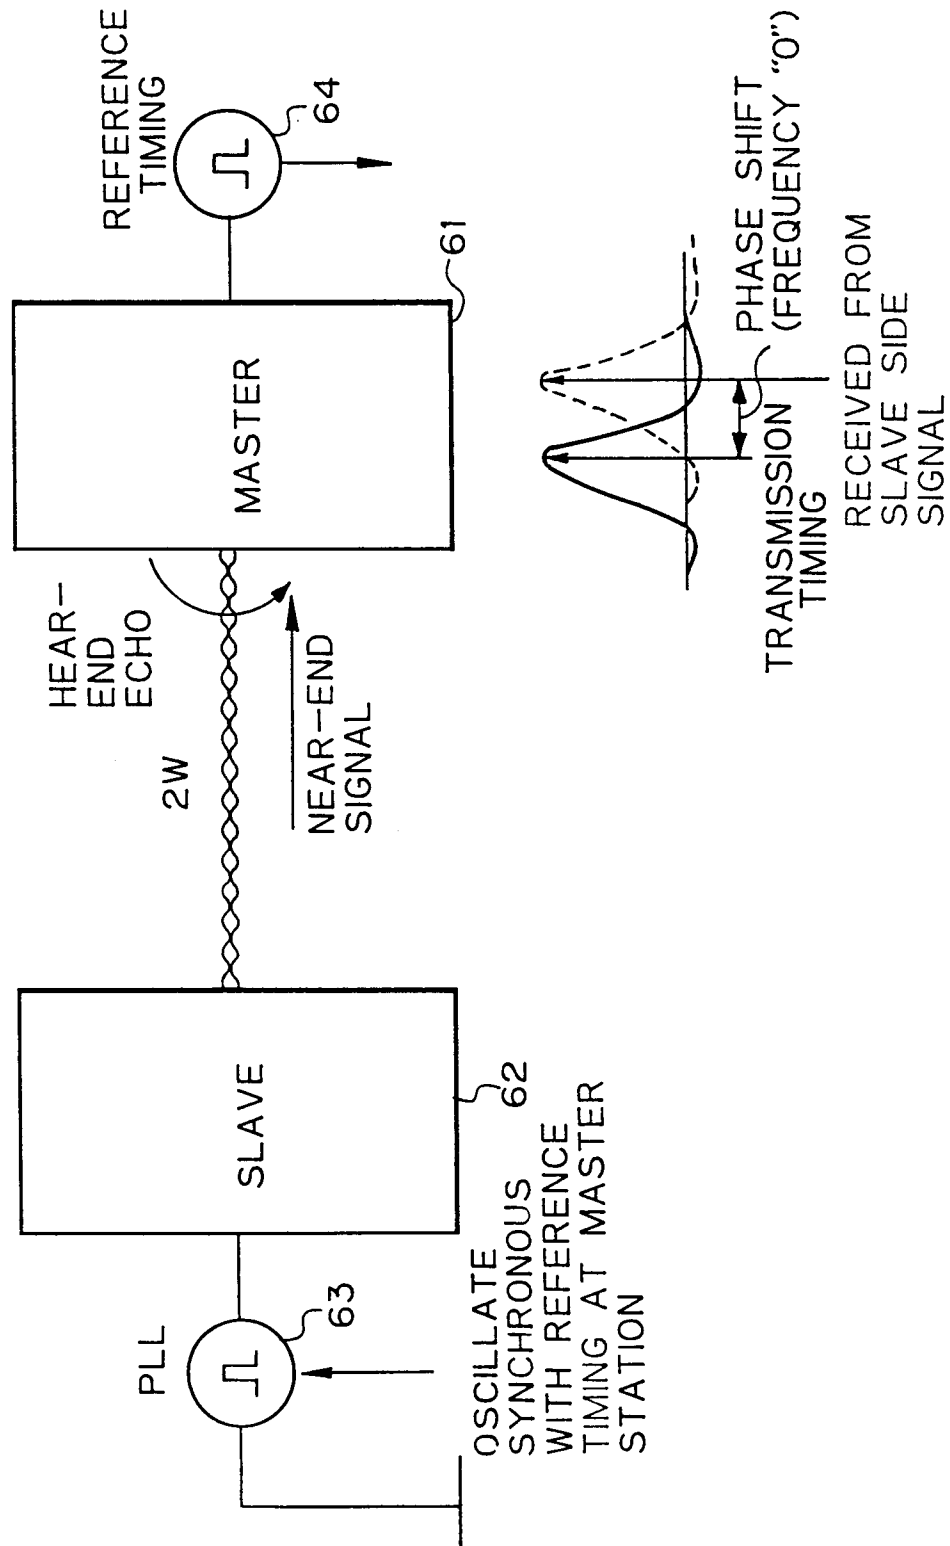 PLL
63
SLAVE
62
OSCILLATE
SYNCHRONOUS
WITH REFERENCE
TIMING AT MASTER
STATION
2W
HEAR-
END
ECHO
NEAR-END
SIGNAL
MASTER
61
REFERENCE
TIMING
64
TRANSMISSION
TIMING
PHASE SHIFT
(FREQUENCY "0")
RECEIVED FROM
SLAVE SIDE
SIGNAL